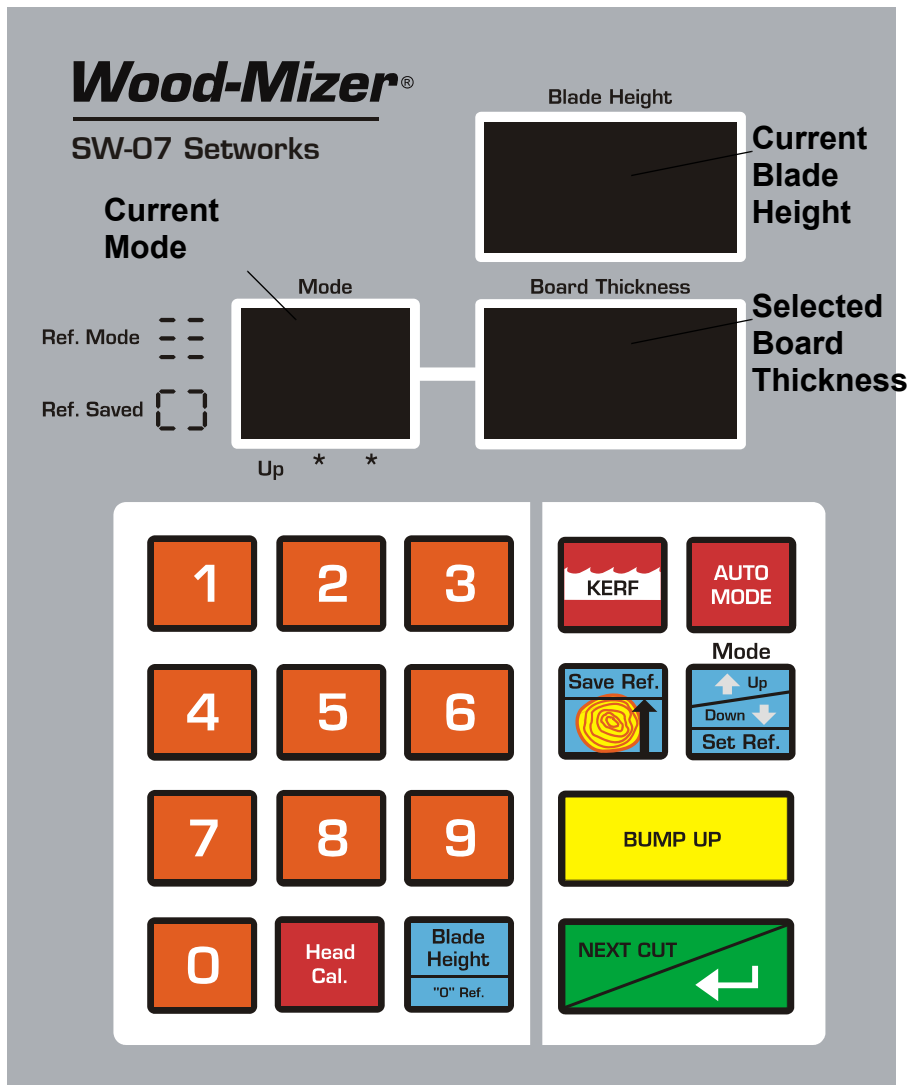 Wood-Mizer®
SW-07 Setworks
Blade Height
Current
Blade
Height
Current
Mode
Mode
Board Thickness
Selected
Board
Thickness
Ref. Mode
Ref. Saved
Up * *
1 2 3
KERF
AUTO
MODE
4 5 6
Save Ref.
Mode
Up
Down
Set Ref.
7 8 9
BUMP UP
0
Head
Cal.
Blade
Height
"0" Ref.
NEXT CUT